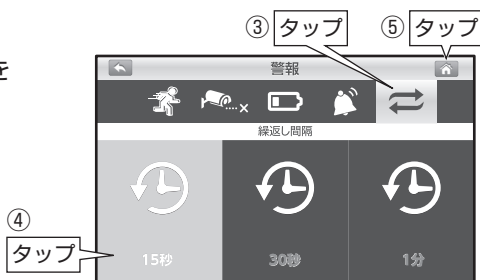 ③ タップ ⑤ タップ
を
警報
...x
繰返し間隔
④
タップ
15秒 30秒 1分